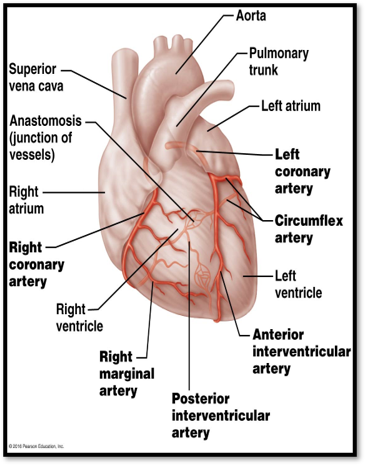 Aorta
Pulmonary
trunk
Superior
vena cava
Left atrium
Anastomosis
(junction of
vessels)
Left
coronary
artery
Right
atrium
Circumflex
artery
Right
coronary
artery
Left
ventricle
Right
ventricle
Anterior
interventricular
artery
Right
marginal
artery
Posterior
interventricular
artery
© 2016 Pearson Education, Inc.